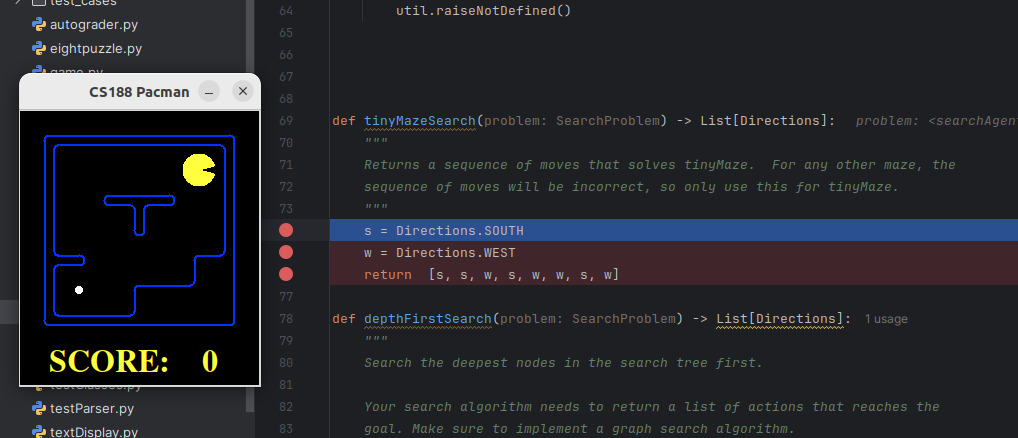 test_cases
autograder.py
eightpuzzle.py
game.py
CS188 Pacman
SCORE: 0
testClasses.py
testParser.py
textDisplay.py
64 util.raiseNotDefined()
65
66
67
68
69 def tinyMazeSearch(problem: SearchProblem) -> List[Directions]: problem: <searchAgent
70 """
71 Returns a sequence of moves that solves tinyMaze. For any other maze, the
72 sequence of moves will be incorrect, so only use this for tinyMaze.
73 """
s = Directions.SOUTH
w = Directions.WEST
return [s, s, w, s, w, w, s, w]
77
78 def depthFirstSearch(problem: SearchProblem) -> List[Directions]: 1 usage
79 """
80 Search the deepest nodes in the search tree first.
81
82 Your search algorithm needs to return a list of actions that reaches the
83 goal. Make sure to implement a graph search algorithm.